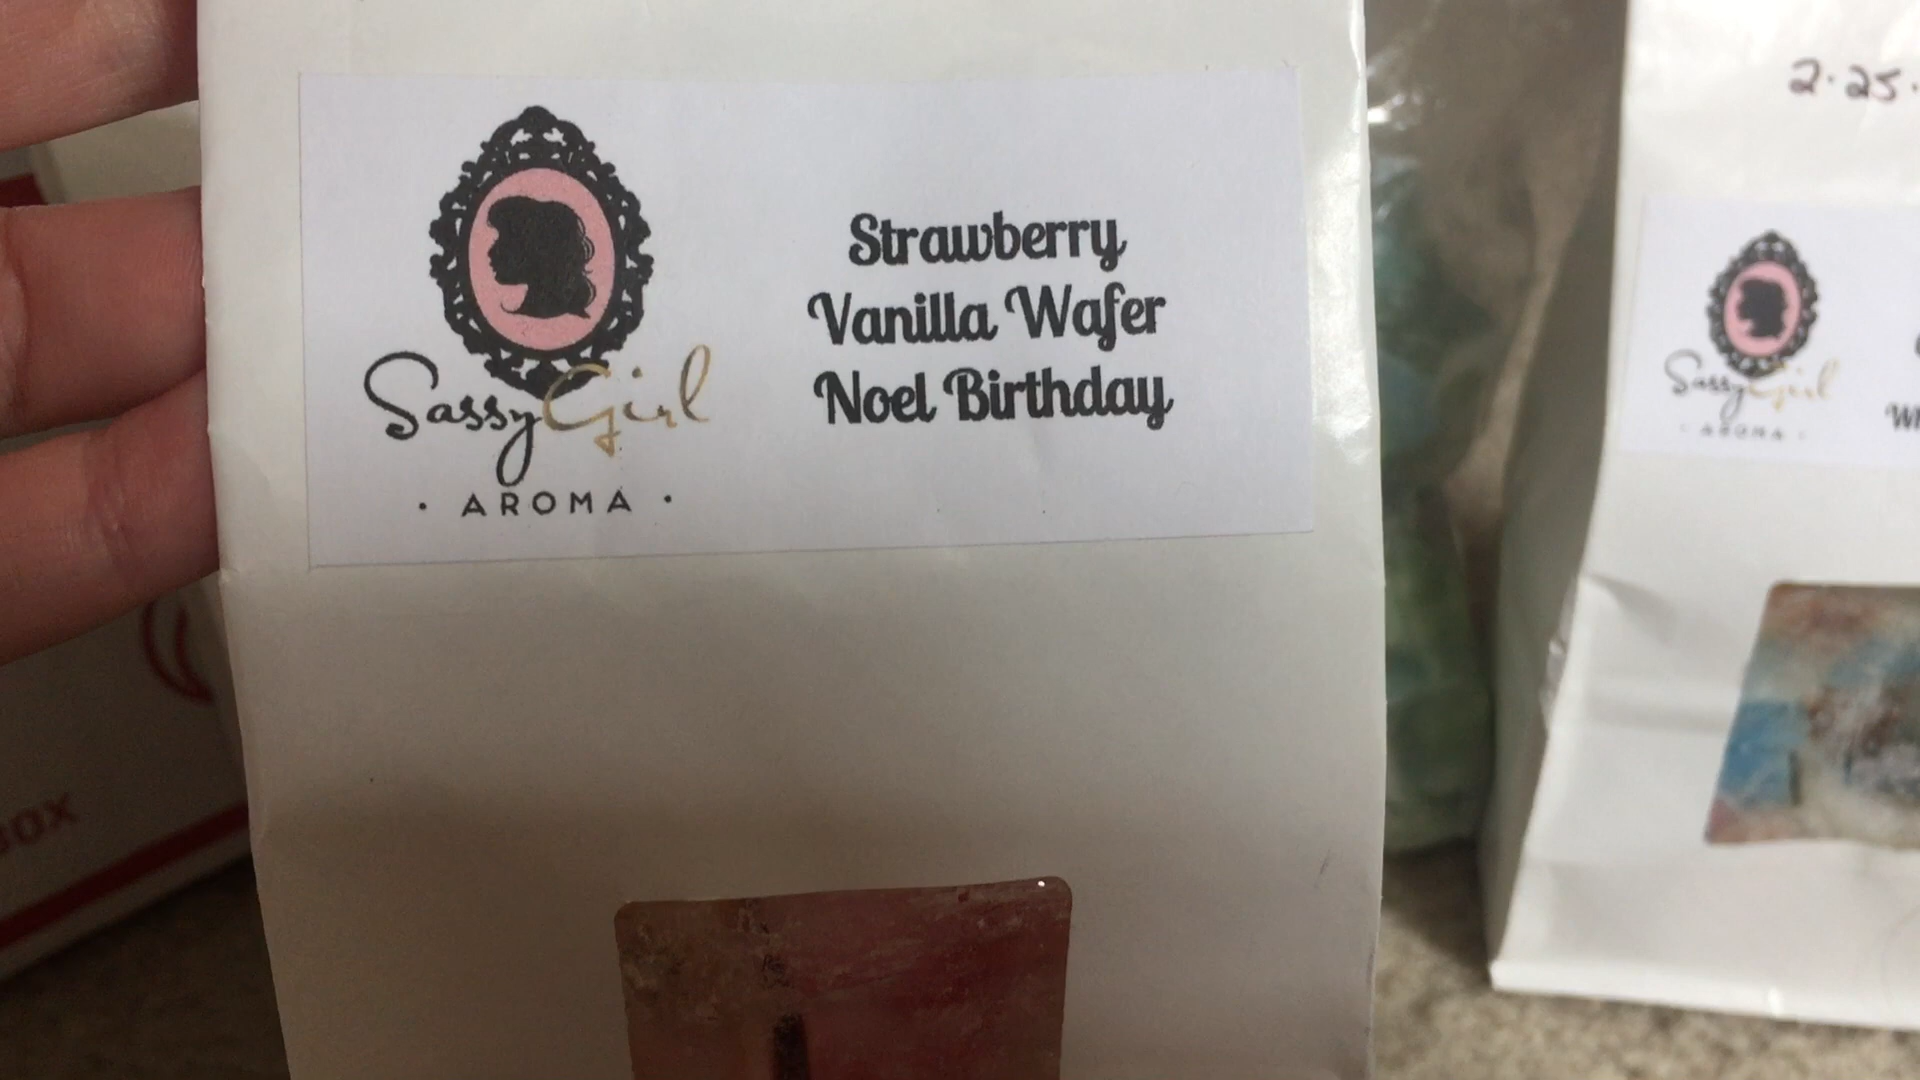 Strawberry
Vanilla Wafer
Noel Birthday
Sassy Girl
· AROMA ·
2.25.
Sassy Girl
· AROMA ·